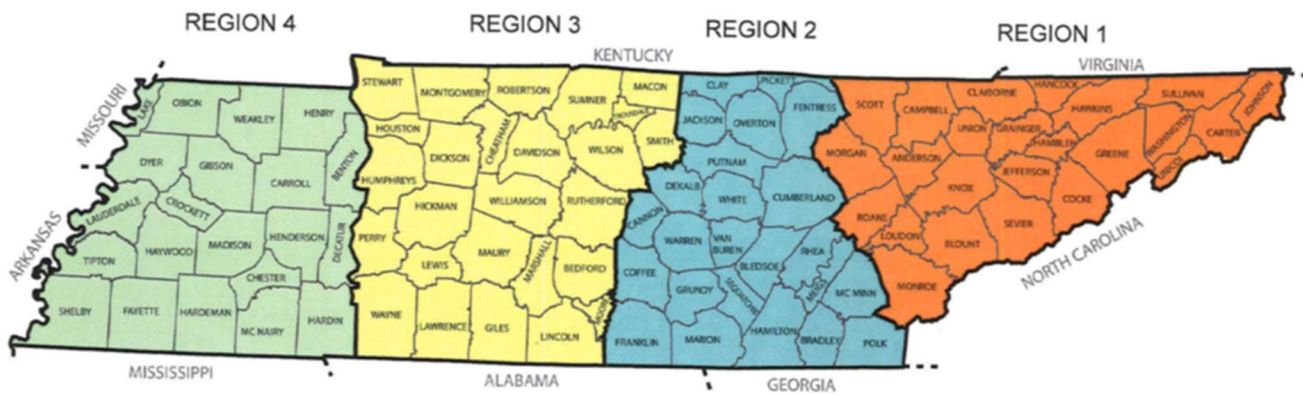 REGION 4
REGION 3
REGION 2
REGION 1
KENTUCKY
VIRGINIA
MISSOURI
ARKANSAS
MISSISSIPPI
ALABAMA
GEORGIA
NORTH CAROLINA
LAKE
OBION
WEAKLEY
HENRY
DYER
GIBSON
CARROLL
BENTON
LAUDERDALE
CROCKETT
TIPTON
HAYWOOD
MADISON
HENDERSON
DECATUR
CHESTER
SHELBY
FAYETTE
HARDEMAN
MC NAIRY
HARDIN
STEWART
MONTGOMERY
ROBERTSON
SUMNER
MACON
TROUSDALE
HOUSTON
DICKSON
CHEATHAM
DAVIDSON
WILSON
SMITH
HUMPHREYS
HICKMAN
WILLIAMSON
RUTHERFORD
PERRY
LEWIS
MAURY
MARSHALL
BEDFORD
MOORE
WAYNE
LAWRENCE
GILES
LINCOLN
CLAY
PICKETT
JACKSON
OVERTON
FENTRESS
PUTNAM
DEKALB
WHITE
CUMBERLAND
CANNON
WARREN
VAN
BUREN
BLEDSOE
RHEA
COFFEE
GRUNDY
SEQUATCHIE
MEIGS
MC MINN
FRANKLIN
MARION
HAMILTON
BRADLEY
POLK
SCOTT
CAMPBELL
CLAIBORNE
HANCOCK
HAWKINS
SULLIVAN
JOHNSON
MORGAN
ANDERSON
UNION
GRAINGER
HAMBLEN
GREENE
WASHINGTON
CARTER
UNICOI
KNOX
JEFFERSON
COCKE
ROANE
LOUDON
BLOUNT
SEVIER
MONROE